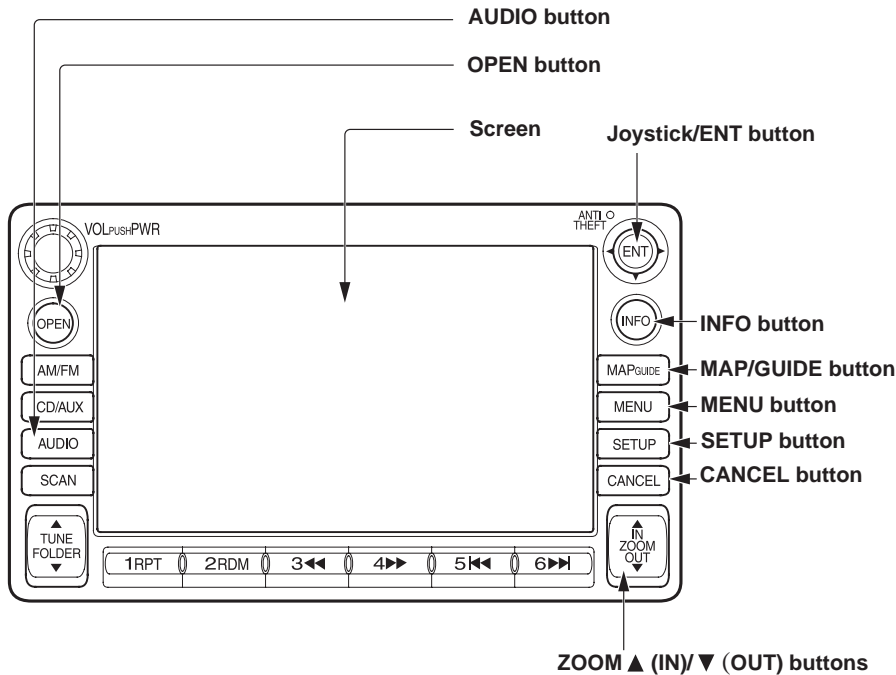 AUDIO button
OPEN button
Screen
Joystick/ENT button
VOL PUSH PWR
ANTI
THEFT
ENT
OPEN
INFO
INFO button
AM/FM
MAP GUIDE
MAP/GUIDE button
CD/AUX
MENU
MENU button
AUDIO
SETUP
SETUP button
SCAN
CANCEL
CANCEL button
▲
TUNE
FOLDER
▼
▲
IN
ZOOM
OUT
▼
1RPT 2RDM 3◀◀ 4▶▶ 5|◀◀ 6▶▶|
ZOOM ▲ (IN)/ ▼ (OUT) buttons